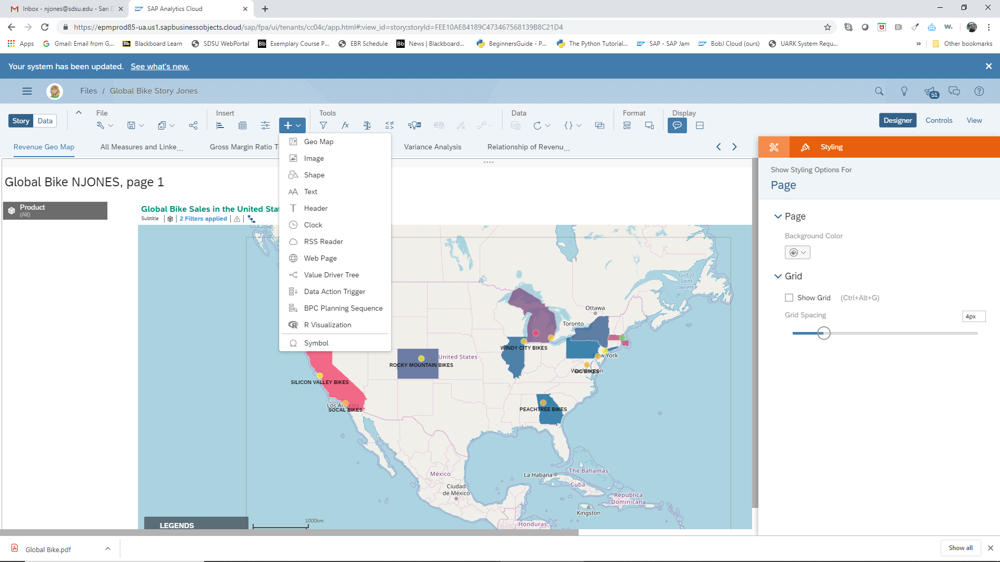 Inbox - njones@sdsu.edu - San D
SAP Analytics Cloud
https://epmprod85-ua.us1.sapbusinessobjects.cloud/sap/fpa/ui/tenants/cc04c/app.html#;view_id=story;storyId=FEE10AE84189C473467568139B8C21D4
Apps
Gmail: Email from G...
Blackboard Learn
SDSU WebPortal
Exemplary Course P...
EBR Schedule
News | Blackboard...
BeginnersGuide - P...
The Python Tutorial...
SAP - SAP Jam
BobJ Cloud (ours)
UARK System Requ...
Other bookmarks
Your system has been updated. See what's new.
Files / Global Bike Story Jones
51
Story Data
File
Insert
Tools
Data
Format
Display
Designer
Controls
View
Revenue Geo Map
All Measures and Linke...
Gross Margin Ratio T
Variance Analysis
Relationship of Revenu...
Geo Map
Image
Shape
Text
Header
Clock
RSS Reader
Web Page
Value Driver Tree
Data Action Trigger
BPC Planning Sequence
R Visualization
Symbol
Styling
Show Styling Options For
Page
Page
Background Color
Grid
Show Grid (Ctrl+Alt+G)
Grid Spacing
4px
Global Bike NJONES, page 1
Product
(All)
Global Bike Sales in the United Stat
Subtitle
2 Filters applied
Gulf of
Saint
Lawrence
Ottawa
Toronto
WINDY CITY BIKES
United States
ROCKY MOUNTAIN BIKES
w York
Washington
DC BIKES
SILICON VALLEY BIKES
Los Angeles
SOCAL BIKES
PEACHTREE BIKES
México
Ciudad
de México
La Habana
The Bahamas
Cuba
República
Dominicana
Kingston
Honduras
LEGENDS
1000km
Global Bike.pdf
Show all